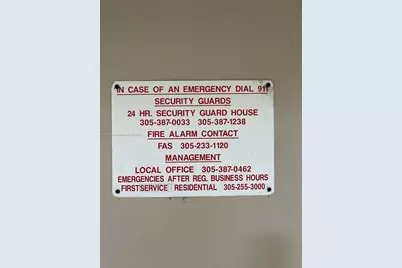 IN CASE OF AN EMERGENCY DIAL 911
SECURITY GUARDS
24 HR. SECURITY GUARD HOUSE
305-387-0033 305-387-1238
FIRE ALARM CONTACT
FAS 305-233-1120
MANAGEMENT
LOCAL OFFICE 305-387-0462
EMERGENCIES AFTER REG. BUSINESS HOURS
FIRSTSERVICE RESIDENTIAL 305-255-3000